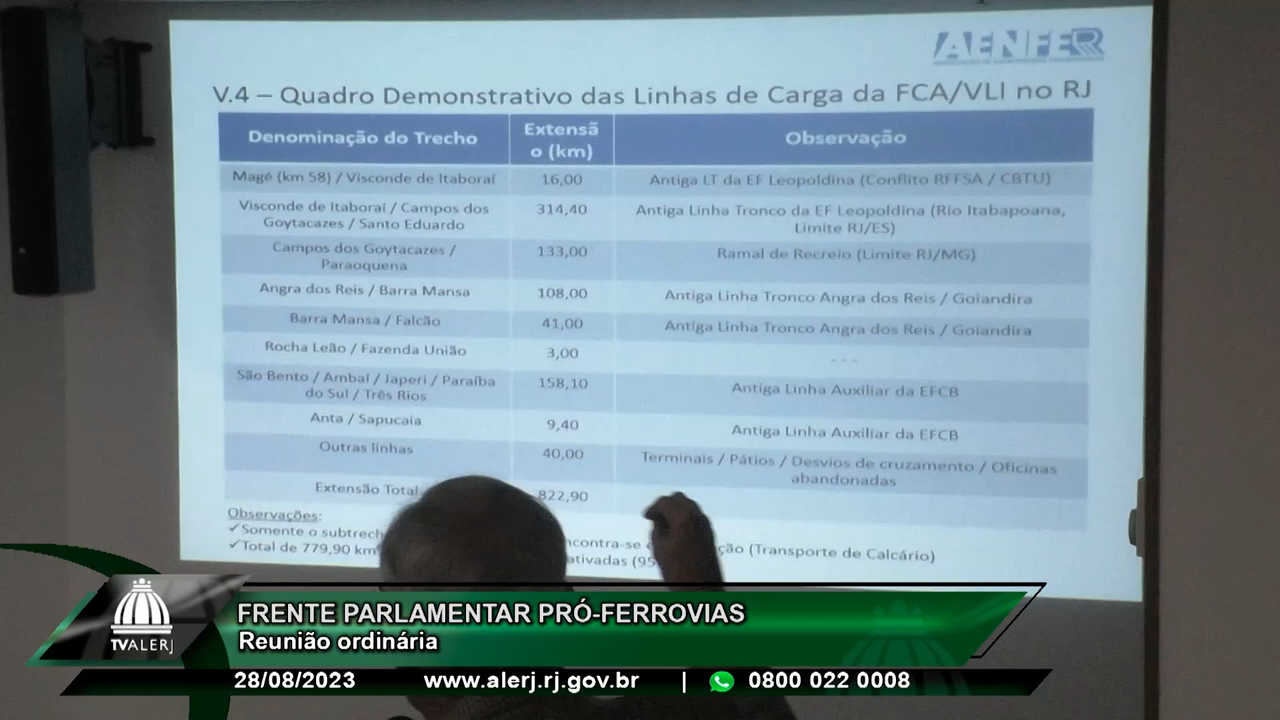 AENFER
V.4 – Quadro Demonstrativo das Linhas de Carga da FCA/VLI no RJ
Denominação do Trecho Extensã Observação
o (km)
Magé (km 58) / Visconde de Itaboraí 16,00 Antiga LT da EF Leopoldina (Conflito RFFSA / CBTU)
Visconde de Itaboraí / Campos dos 314,40 Antiga Linha Tronco da EF Leopoldina (Rio Itabapoana,
Goytacazes / Santo Eduardo Limite RJ/ES)
Campos dos Goytacazes / 133,00 Ramal de Recreio (Limite RJ/MG)
Paraoquena
Angra dos Reis / Barra Mansa 108,00 Antiga Linha Tronco Angra dos Reis / Goiandira
Barra Mansa / Falcão 41,00 Antiga Linha Tronco Angra dos Reis / Goiandira
Rocha Leão / Fazenda União 3,00 - - -
São Bento / Ambaí / Japeri / Paraíba 158,10 Antiga Linha Auxiliar da EFCB
do Sul / Três Rios
Anta / Sapucaia 9,40 Antiga Linha Auxiliar da EFCB
Outras linhas 40,00 Terminais / Pátios / Desvios de cruzamento / Oficinas
abandonadas
Extensão Total 822,90
Observações:
✓Somente o subtrech ncontra-se ção (Transporte de Calcário)
✓Total de 779,90 km ativadas (95
FRENTE PARLAMENTAR PRÓ-FERROVIAS
Reunião ordinária
TVALERJ
28/08/2023 www.alerj.rj.gov.br | 0800 022 0008